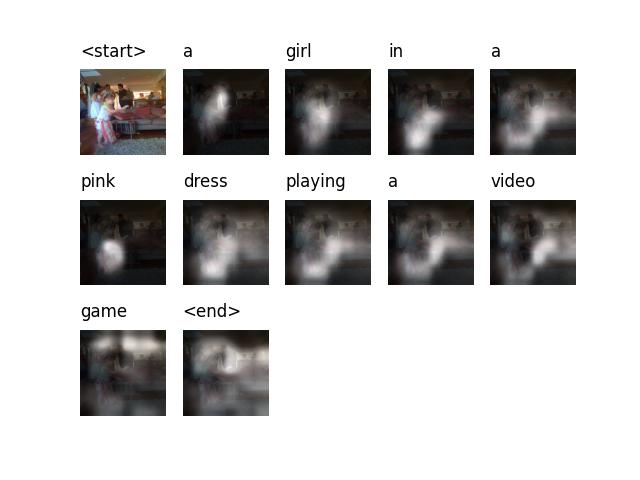 <start> a girl in a
pink dress playing a video
game <end>